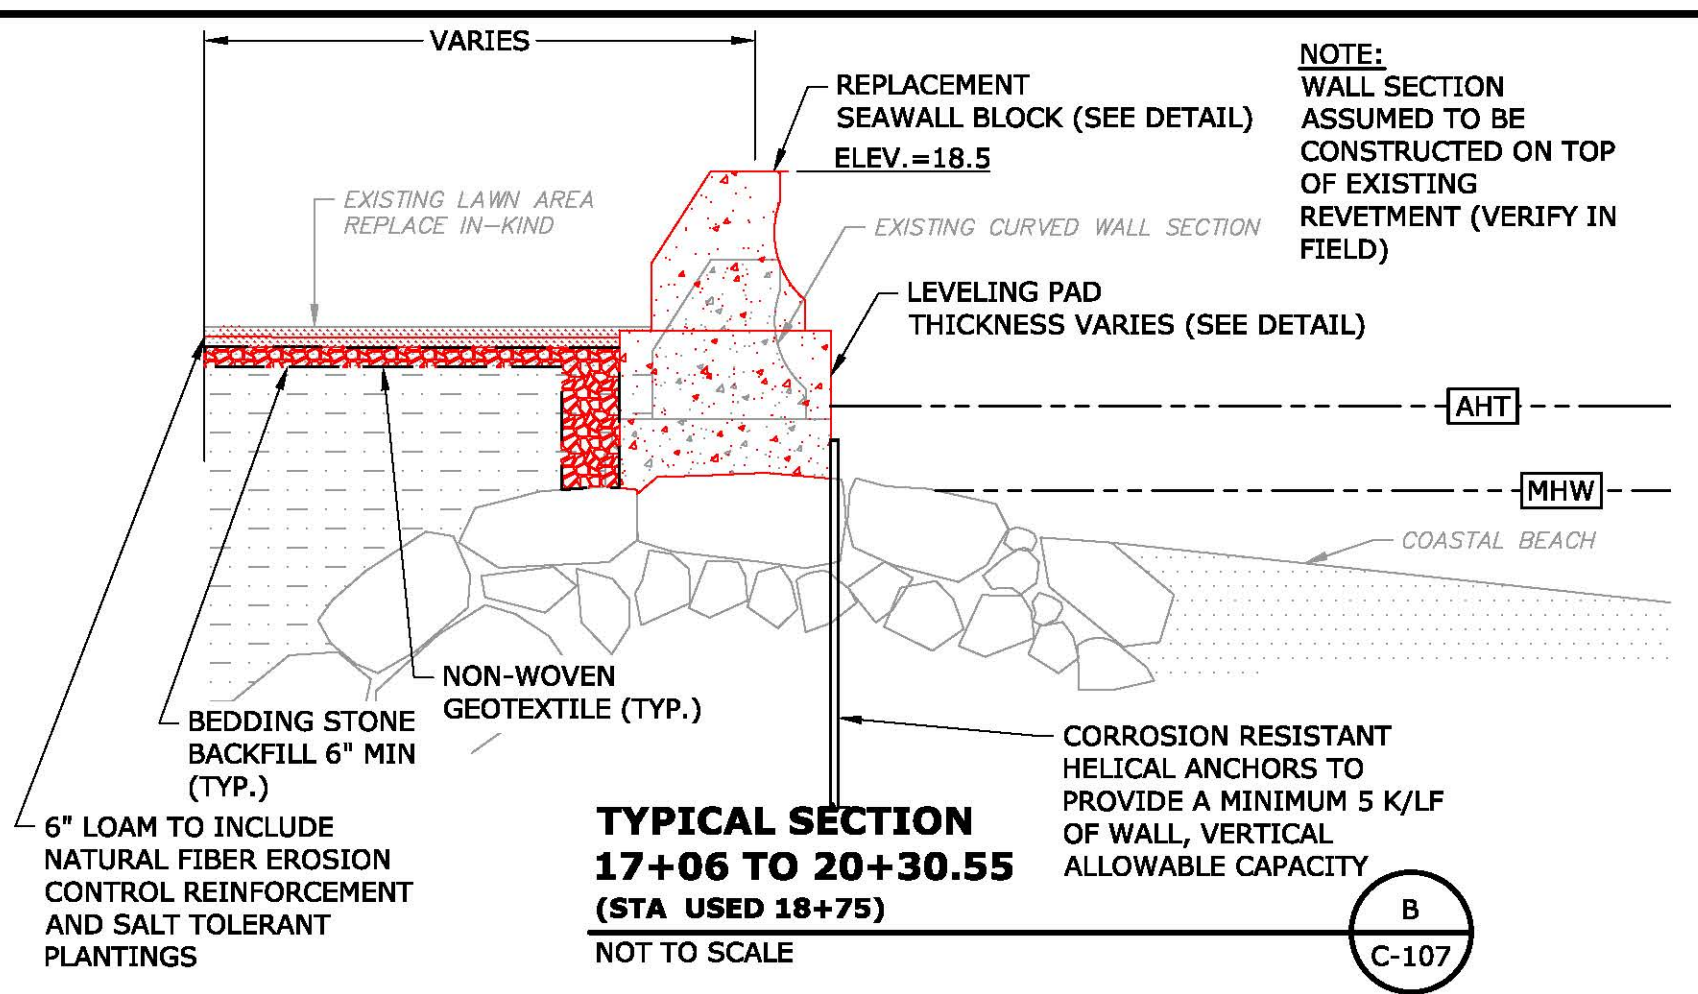 VARIES
REPLACEMENT
SEAWALL BLOCK (SEE DETAIL)
ELEV.=18.5
NOTE:
WALL SECTION
ASSUMED TO BE
CONSTRUCTED ON TOP
OF EXISTING
REVETMENT (VERIFY IN
FIELD)
EXISTING LAWN AREA
REPLACE IN-KIND
EXISTING CURVED WALL SECTION
LEVELING PAD
THICKNESS VARIES (SEE DETAIL)
AHT
MHW
COASTAL BEACH
NON-WOVEN
GEOTEXTILE (TYP.)
BEDDING STONE
BACKFILL 6" MIN
(TYP.)
6" LOAM TO INCLUDE
NATURAL FIBER EROSION
CONTROL REINFORCEMENT
AND SALT TOLERANT
PLANTINGS
CORROSION RESISTANT
HELICAL ANCHORS TO
PROVIDE A MINIMUM 5 K/LF
OF WALL, VERTICAL
ALLOWABLE CAPACITY
TYPICAL SECTION
17+06 TO 20+30.55
(STA USED 18+75)
NOT TO SCALE
B
C-107